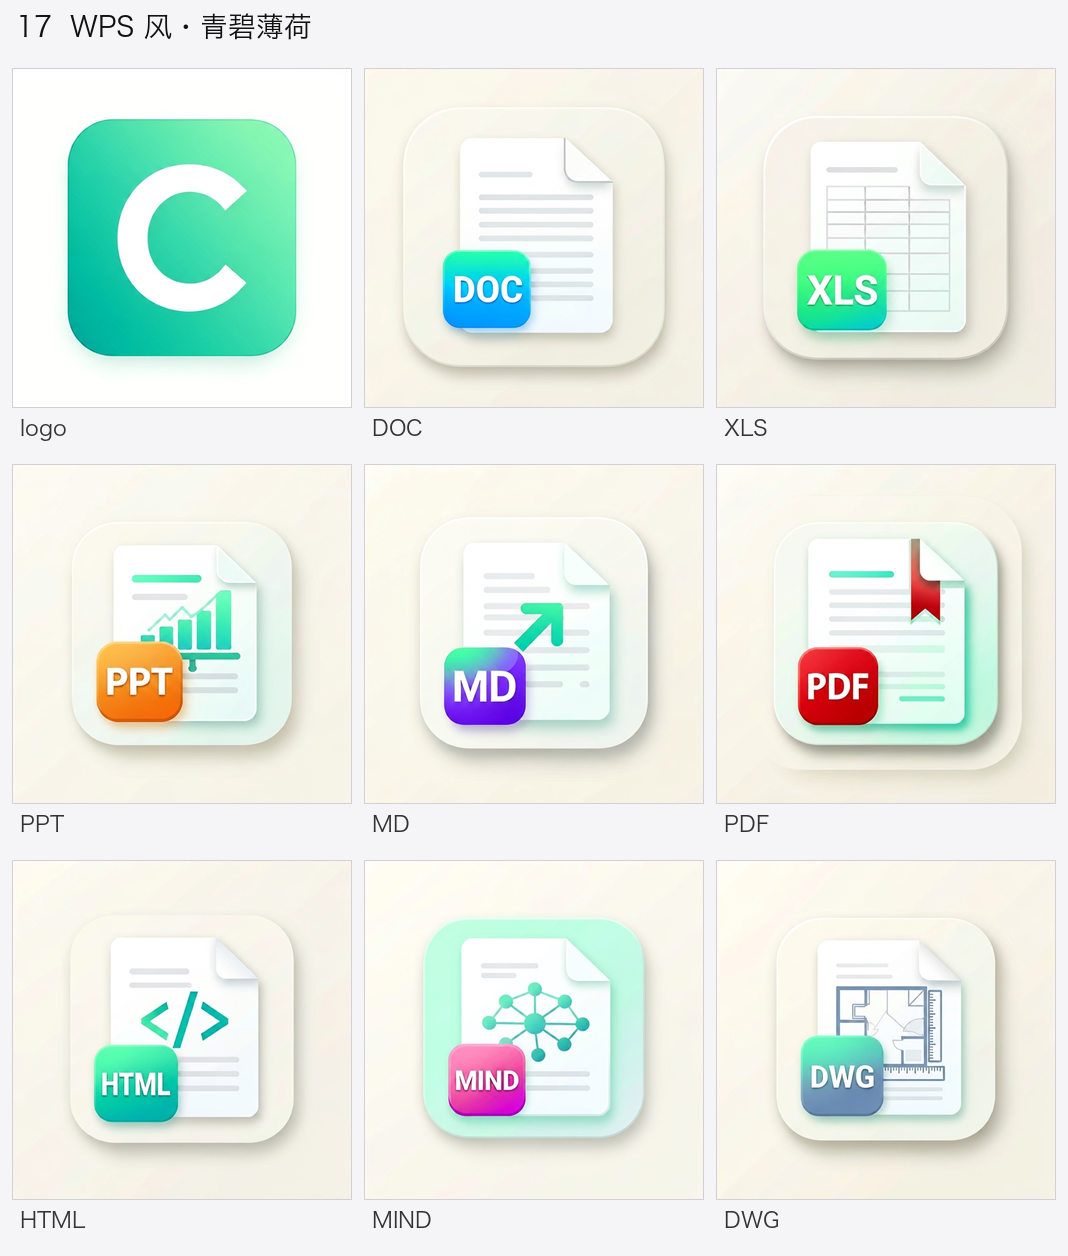 17 WPS 风・青碧薄荷
C
DOC
XLS
logo
DOC
XLS
PPT
MD
PDF
PPT
MD
PDF
</>
HTML
MIND
DWG
HTML
MIND
DWG